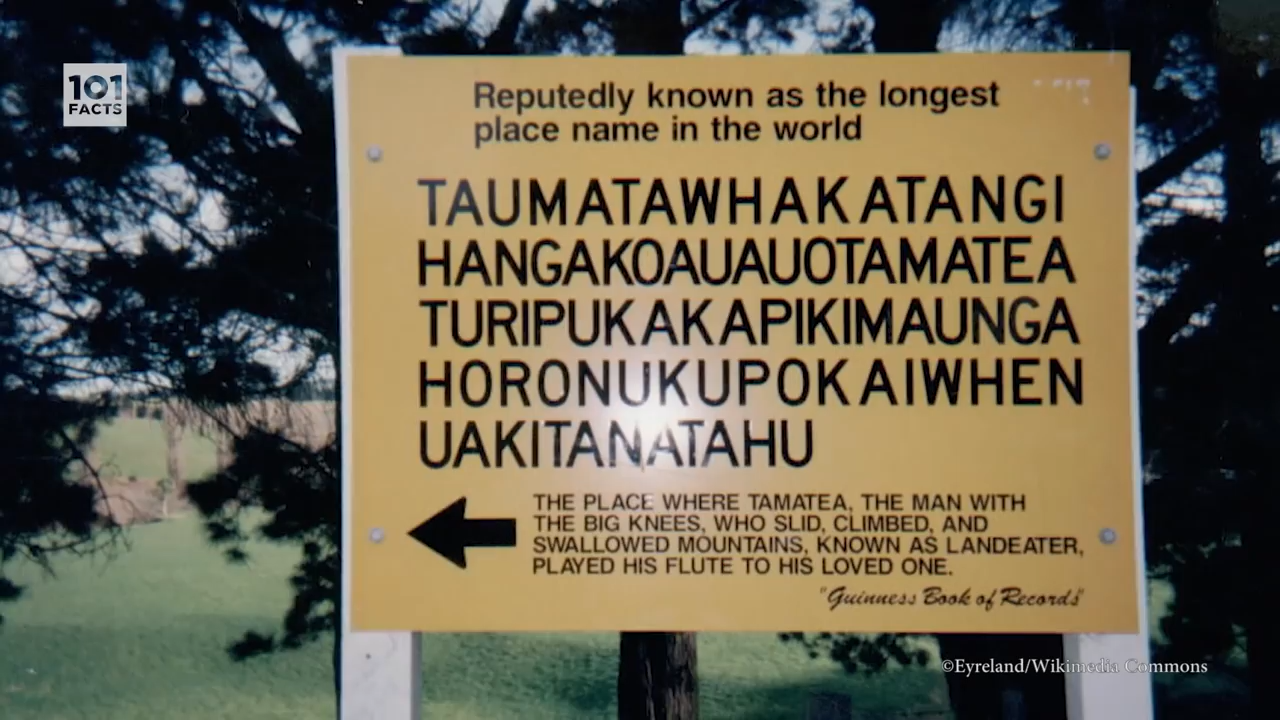 101
FACTS
Reputedly known as the longest
place name in the world
TAUMATAWHAKATANGI
HANGAKOAUAUOTAMATEA
TURIPUKAKAPIKIMAUNGA
HORONUKUPOKAIWHEN
UAKITANATAHU
THE PLACE WHERE TAMATEA, THE MAN WITH
THE BIG KNEES, WHO SLID, CLIMBED, AND
SWALLOWED MOUNTAINS, KNOWN AS LANDEATER,
PLAYED HIS FLUTE TO HIS LOVED ONE.
"Guinness Book of Records"
©Eyreland/Wikimedia Commons